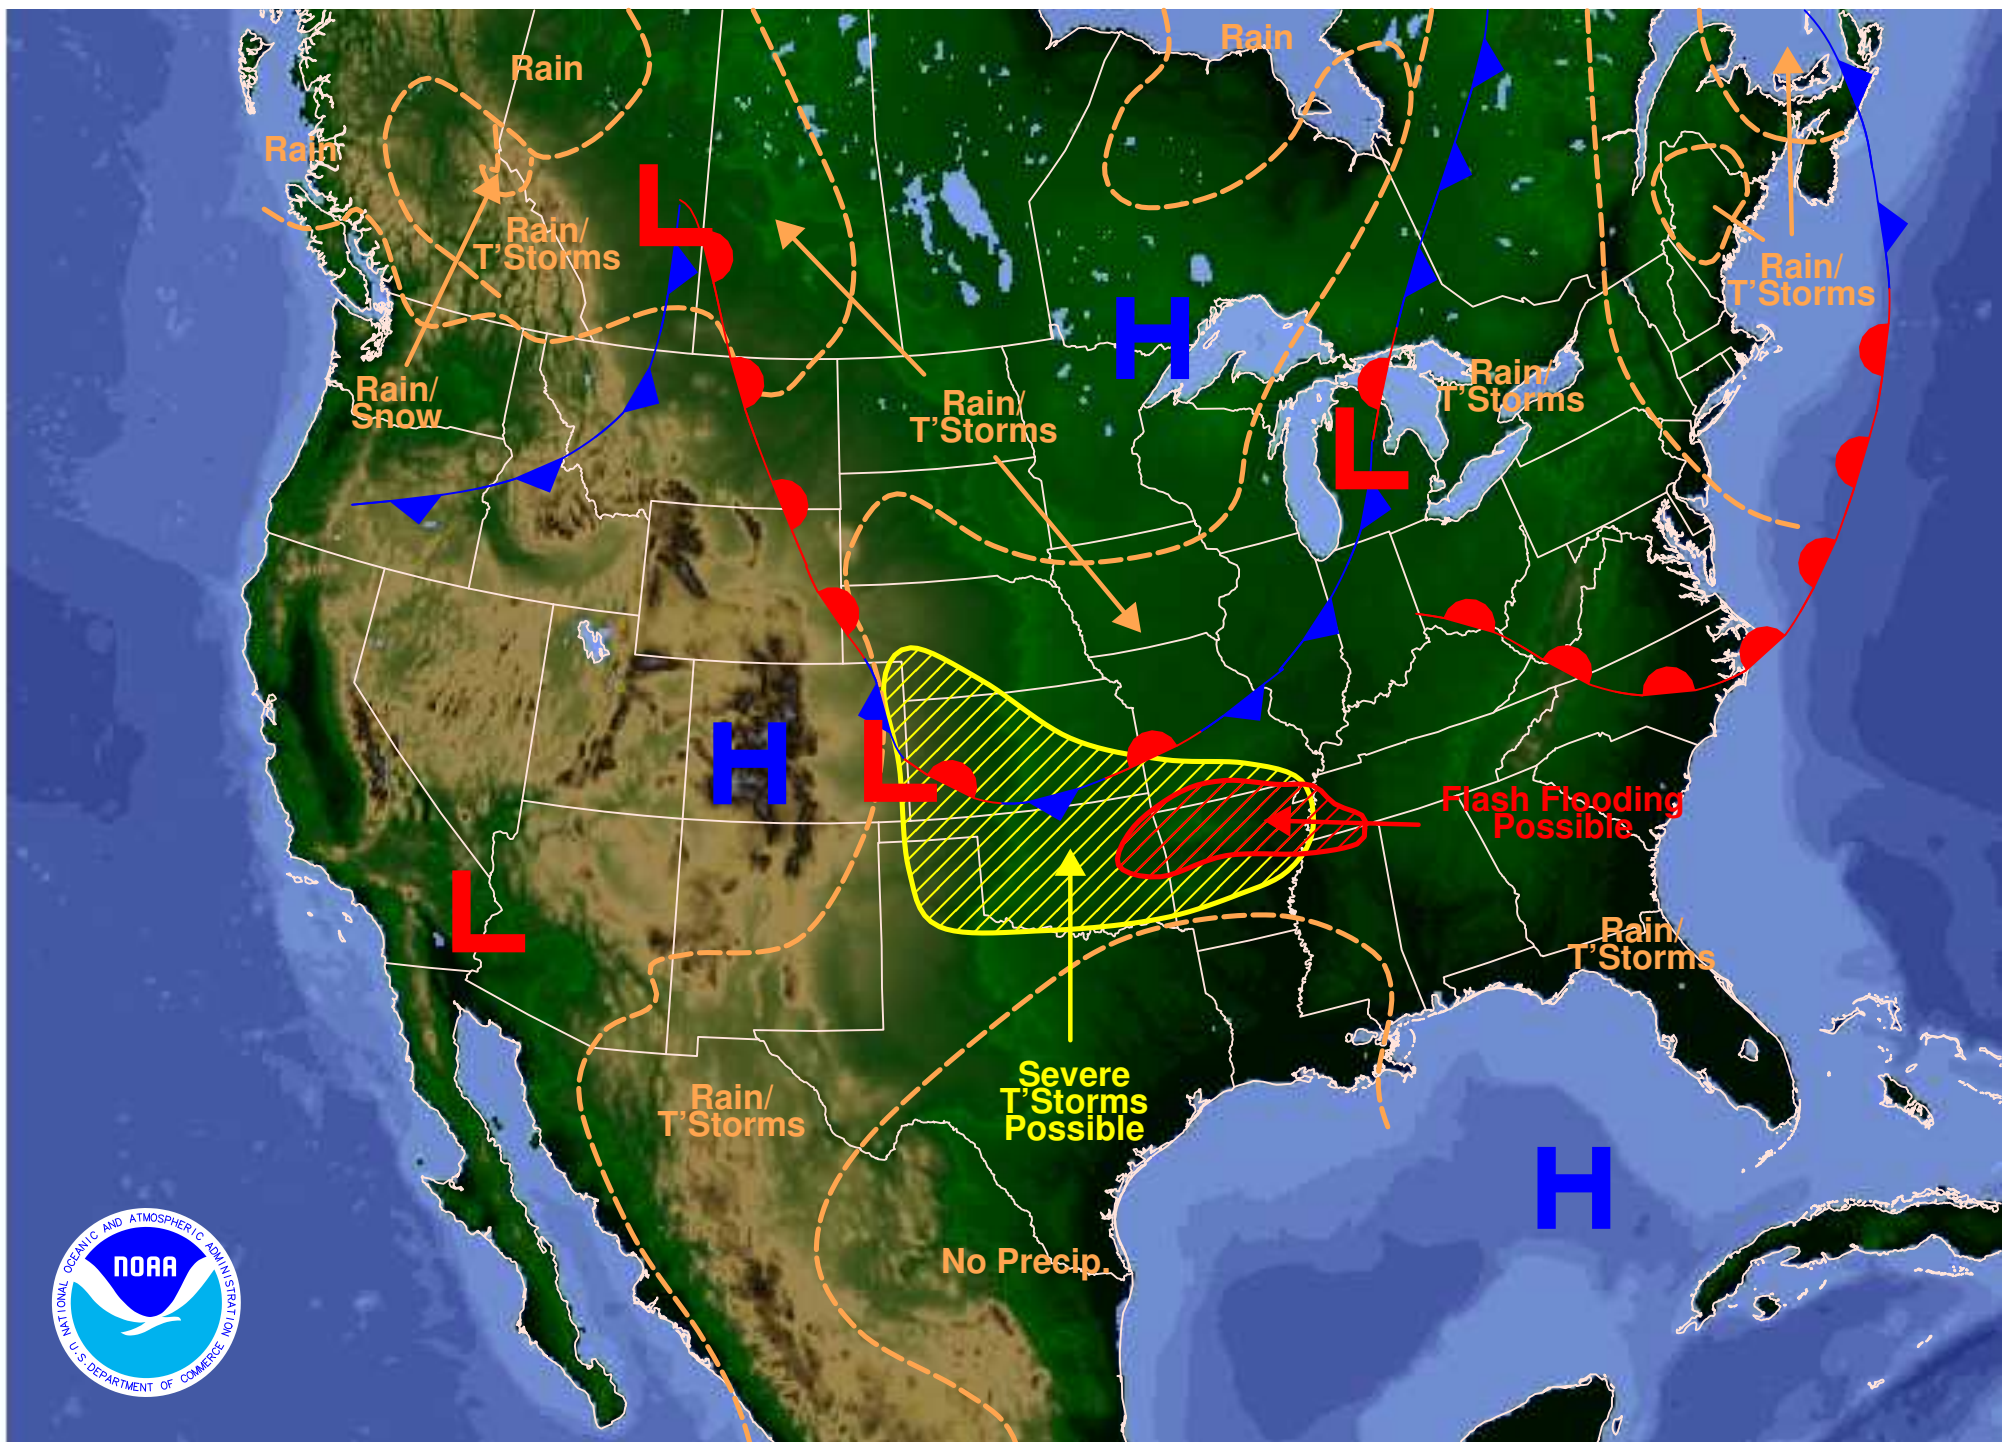 Rain
Rain
Rain
Rain/
T'Storms
Rain/
T'Storms
Rain/
Snow
Rain/
T'Storms
Rain/
T'Storms
Flash Flooding
Possible
Rain/
T'Storms
Severe
T'Storms
Possible
Rain/
T'Storms
No Precip.
H
H
H
L
L
L
L
NATIONAL OCEANIC AND ATMOSPHERIC ADMINISTRATION
NOAA
U.S. DEPARTMENT OF COMMERCE